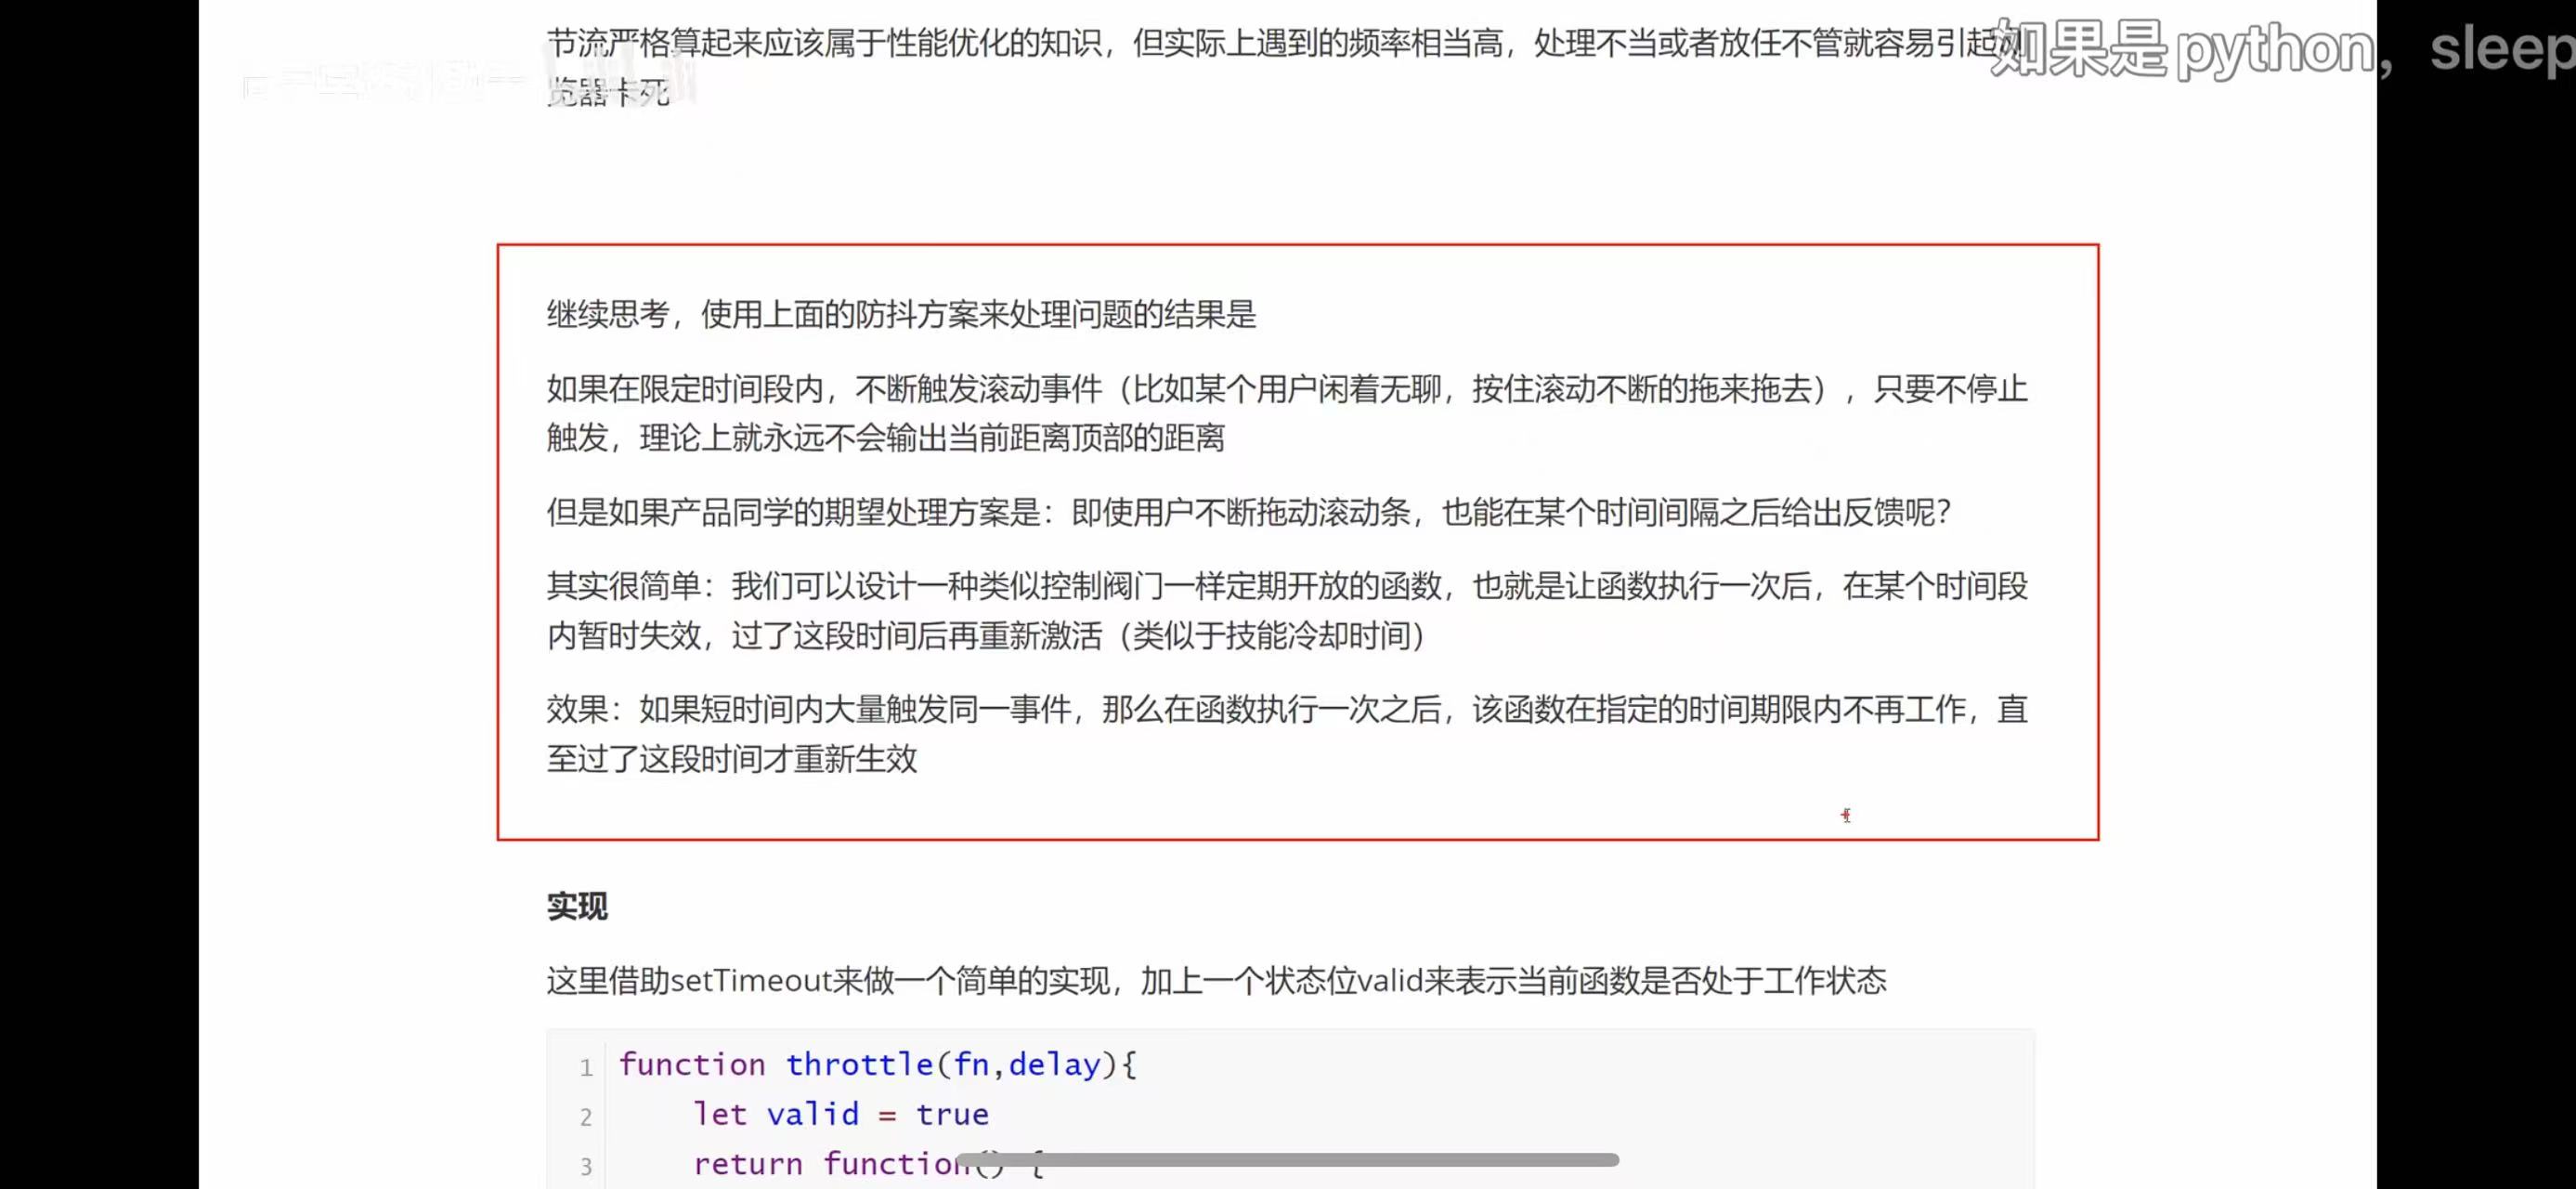 节流严格算起来应该属于性能优化的知识，但实际上遇到的频率相当高，处理不当或者放任不管就容易引起
如果是python，sleep
览器卡死
继续思考，使用上面的防抖方案来处理问题的结果是
如果在限定时间段内，不断触发滚动事件（比如某个用户闲着无聊，按住滚动不断的拖来拖去），只要不停止
触发，理论上就永远不会输出当前距离顶部的距离
但是如果产品同学的期望处理方案是：即使用户不断拖动滚动条，也能在某个时间间隔之后给出反馈呢？
其实很简单：我们可以设计一种类似控制阀门一样定期开放的函数，也就是让函数执行一次后，在某个时间段
内暂时失效，过了这段时间后再重新激活（类似于技能冷却时间）
效果：如果短时间内大量触发同一事件，那么在函数执行一次之后，该函数在指定的时间期限内不再工作，直
至过了这段时间才重新生效
实现
这里借助setTimeout来做一个简单的实现，加上一个状态位valid来表示当前函数是否处于工作状态
1 function throttle(fn,delay){
2 let valid = true
3 return function() {